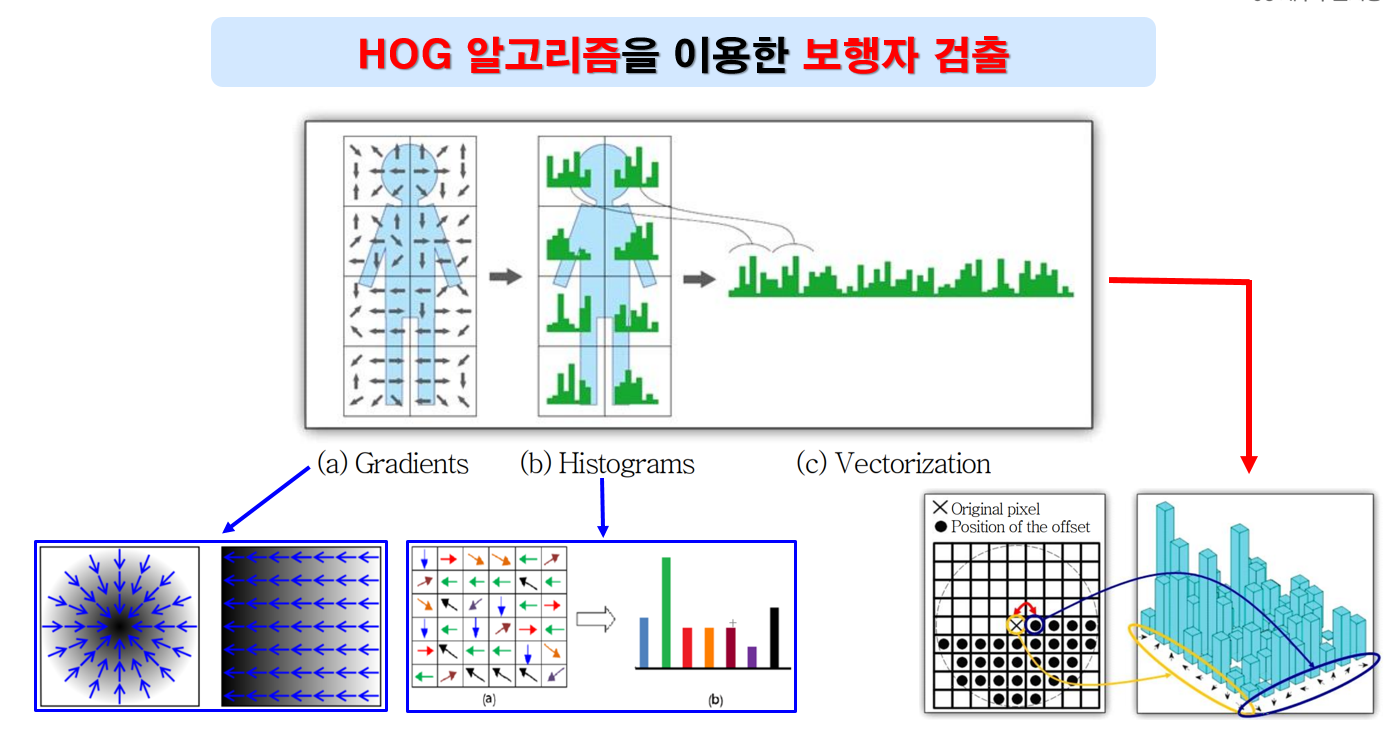 HOG 알고리즘을 이용한 보행자 검출
(a) Gradients
(b) Histograms
(c) Vectorization
Original pixel
Position of the offset
(a)
(b)